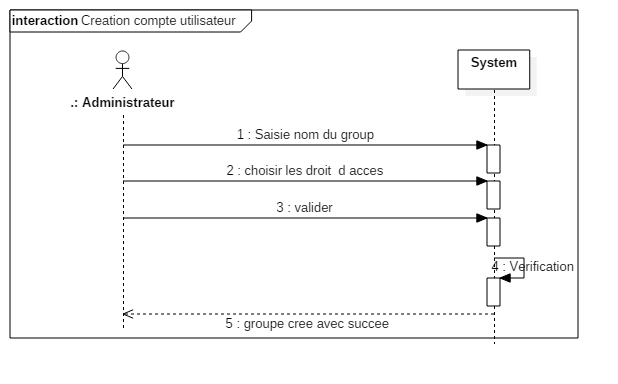 interaction Creation compte utilisateur
System
.: Administrateur
1 : Saisie nom du group
2 : choisir les droit  d acces
3 : valider
4 : Verification
5 : groupe cree avec succee